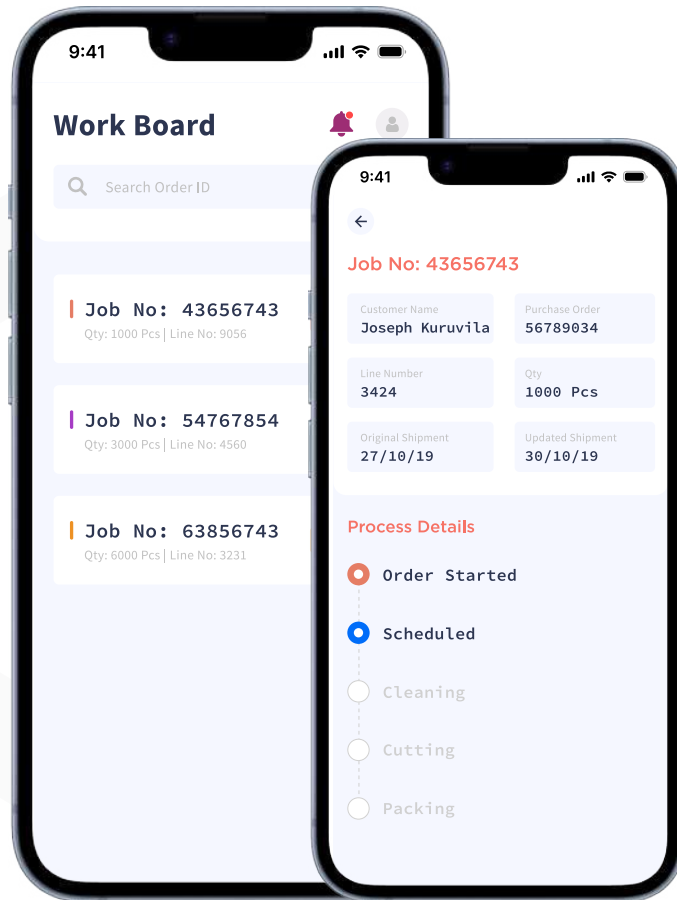 9:41
Work Board
Search Order ID
Job No: 43656743
Qty: 1000 Pcs | Line No: 9056
Job No: 54767854
Qty: 3000 Pcs | Line No: 4560
Job No: 63856743
Qty: 6000 Pcs | Line No: 3231
9:41
Job No: 43656743
Customer Name
Joseph Kuruvila
Purchase Order
56789034
Line Number
3424
Qty
1000 Pcs
Original Shipment
27/10/19
Updated Shipment
30/10/19
Process Details
Order Started
Scheduled
Cleaning
Cutting
Packing